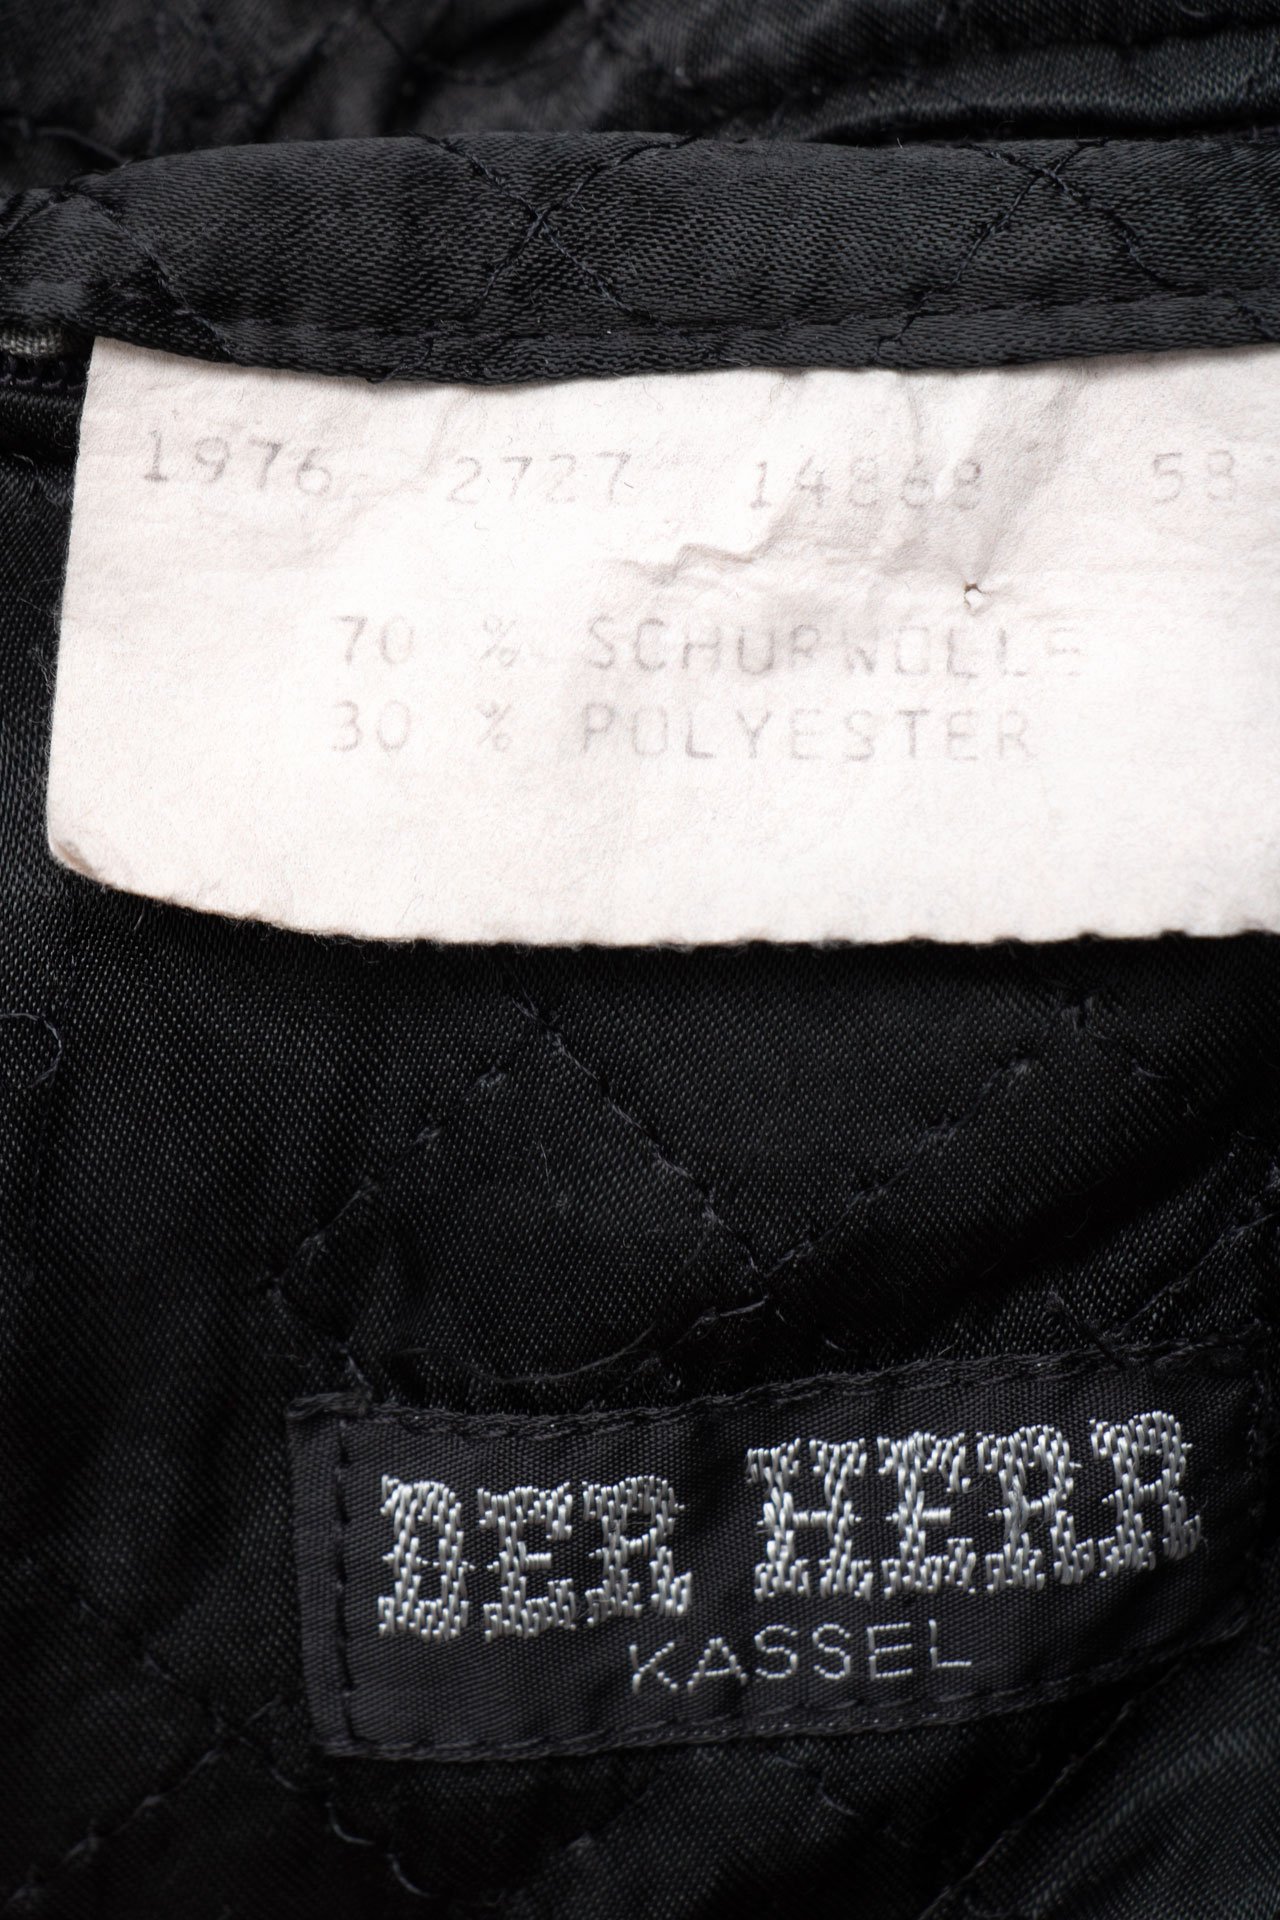 1976 2727 14868 58
70 % SCHURWOLLE
30 % POLYESTER
DER HERR
KASSEL